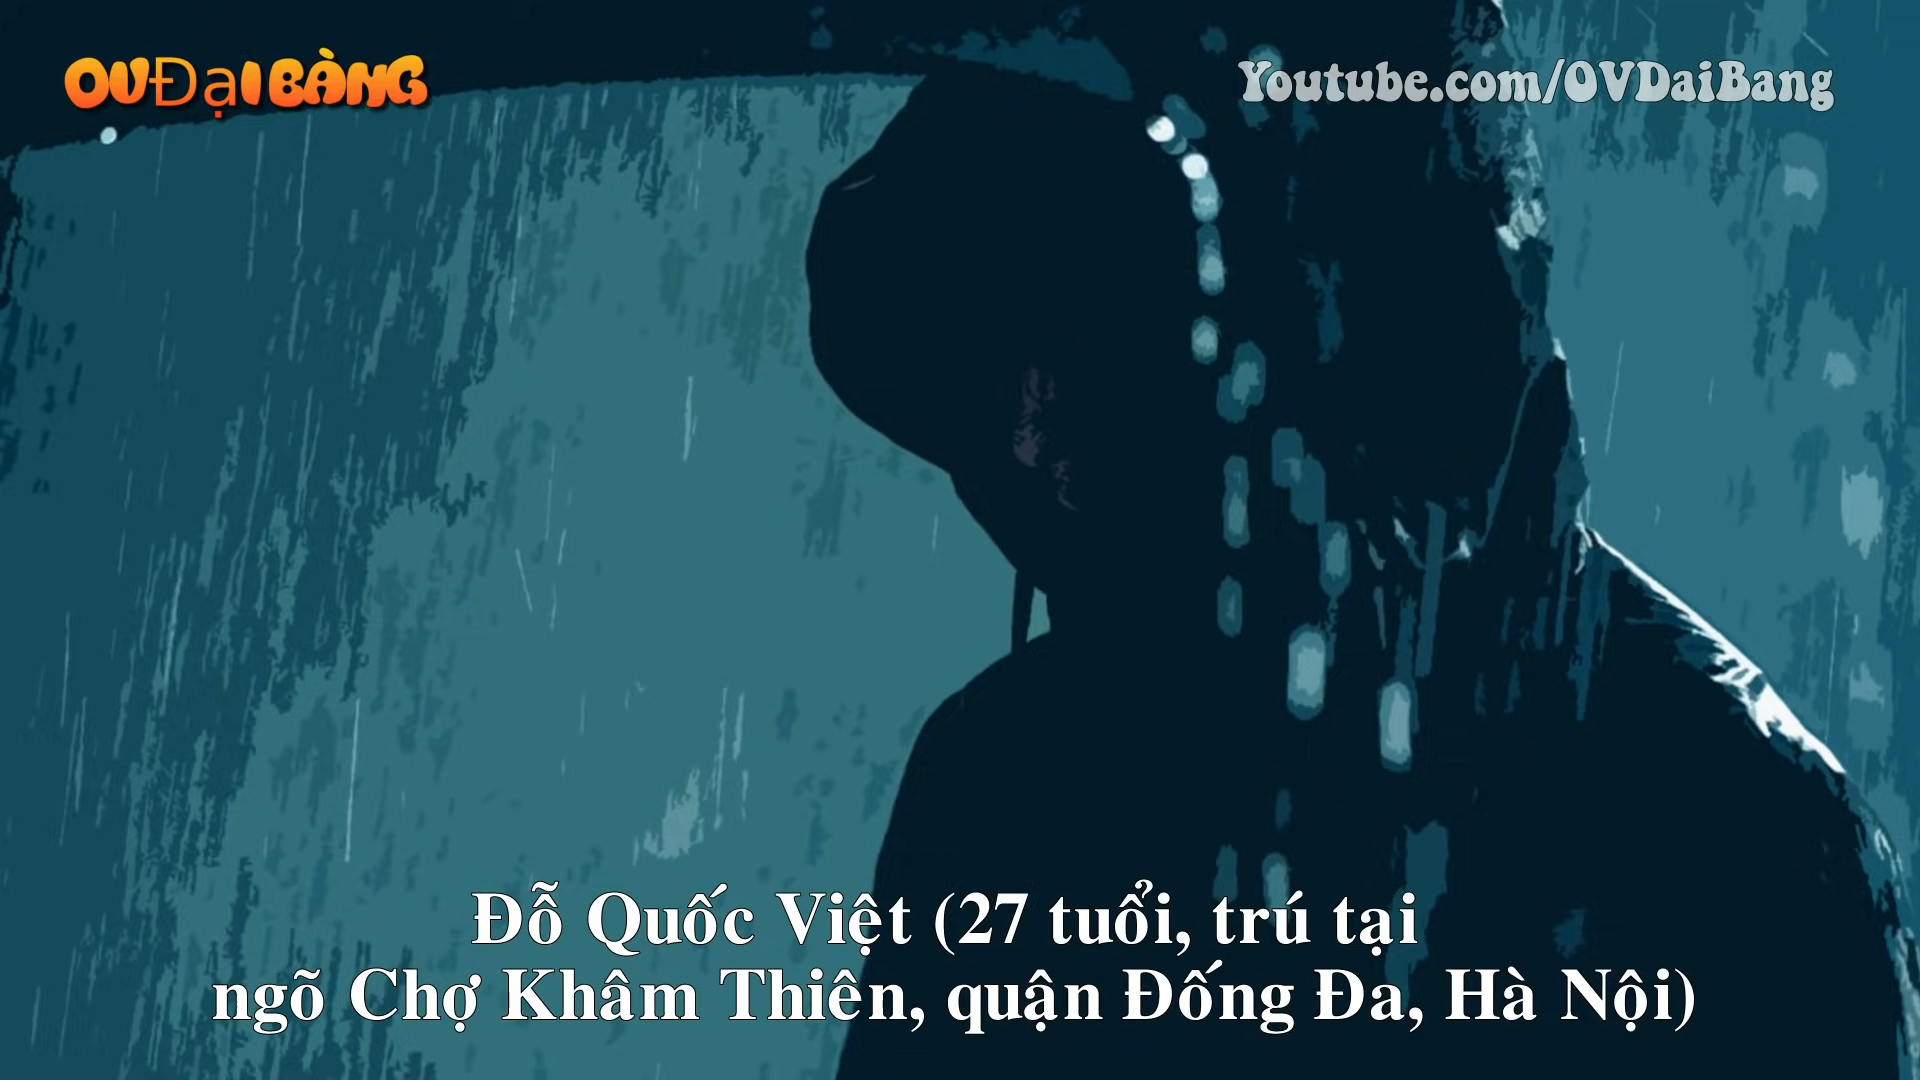 OVĐẠI BÀNG
Youtube.com/OVDaiBang
Đỗ Quốc Việt (27 tuổi, trú tại
ngõ Chợ Khâm Thiên, quận Đống Đa, Hà Nội)